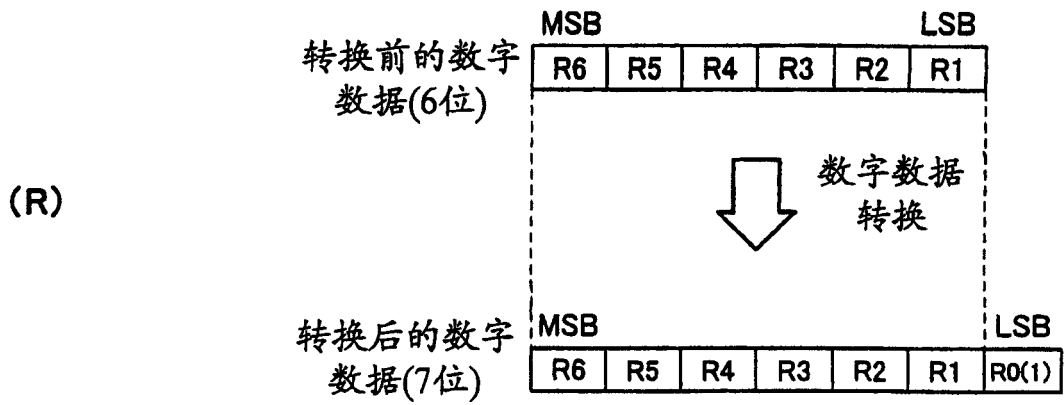 MSB LSB
转换前的数字
数据(6位)
R6 R5 R4 R3 R2 R1
(R)
数字数据
转换
转换后的数字
数据(7位)
MSB LSB
R6 R5 R4 R3 R2 R1 R0(1)